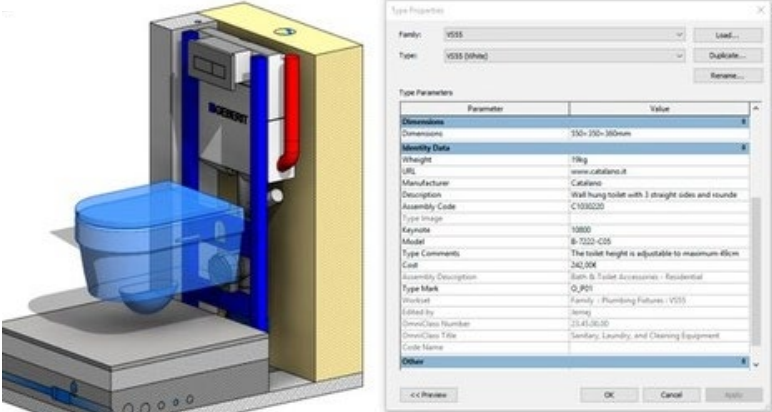 GEBERIT
Type Properties
Family: VS55 Load...
Type: VS55 (White) Duplicate...
Rename...
Type Parameters
Parameter Value
Dimensions
Dimensions 550×350×360mm
Identity Data
Wheight 19kg
URL www.catalano.it
Manufacturer Catalano
Description Wall hung toilet with 3 straight sides and rounde
Assembly Code C1030220
Type Image
Keynote 10800
Model B-7222-C05
Type Comments The toilet height is adjustable to maximum 49cm
Cost 242,00€
Assembly Description Bath & Toilet Accessories - Residential
Type Mark O_P01
Workset Family : Plumbing Fixtures : VS55
Edited by Jernej
OmniClass Number 23.45.00.00
OmniClass Title Sanitary, Laundry, and Cleaning Equipment
Code Name
Other
<< Preview OK Cancel Apply